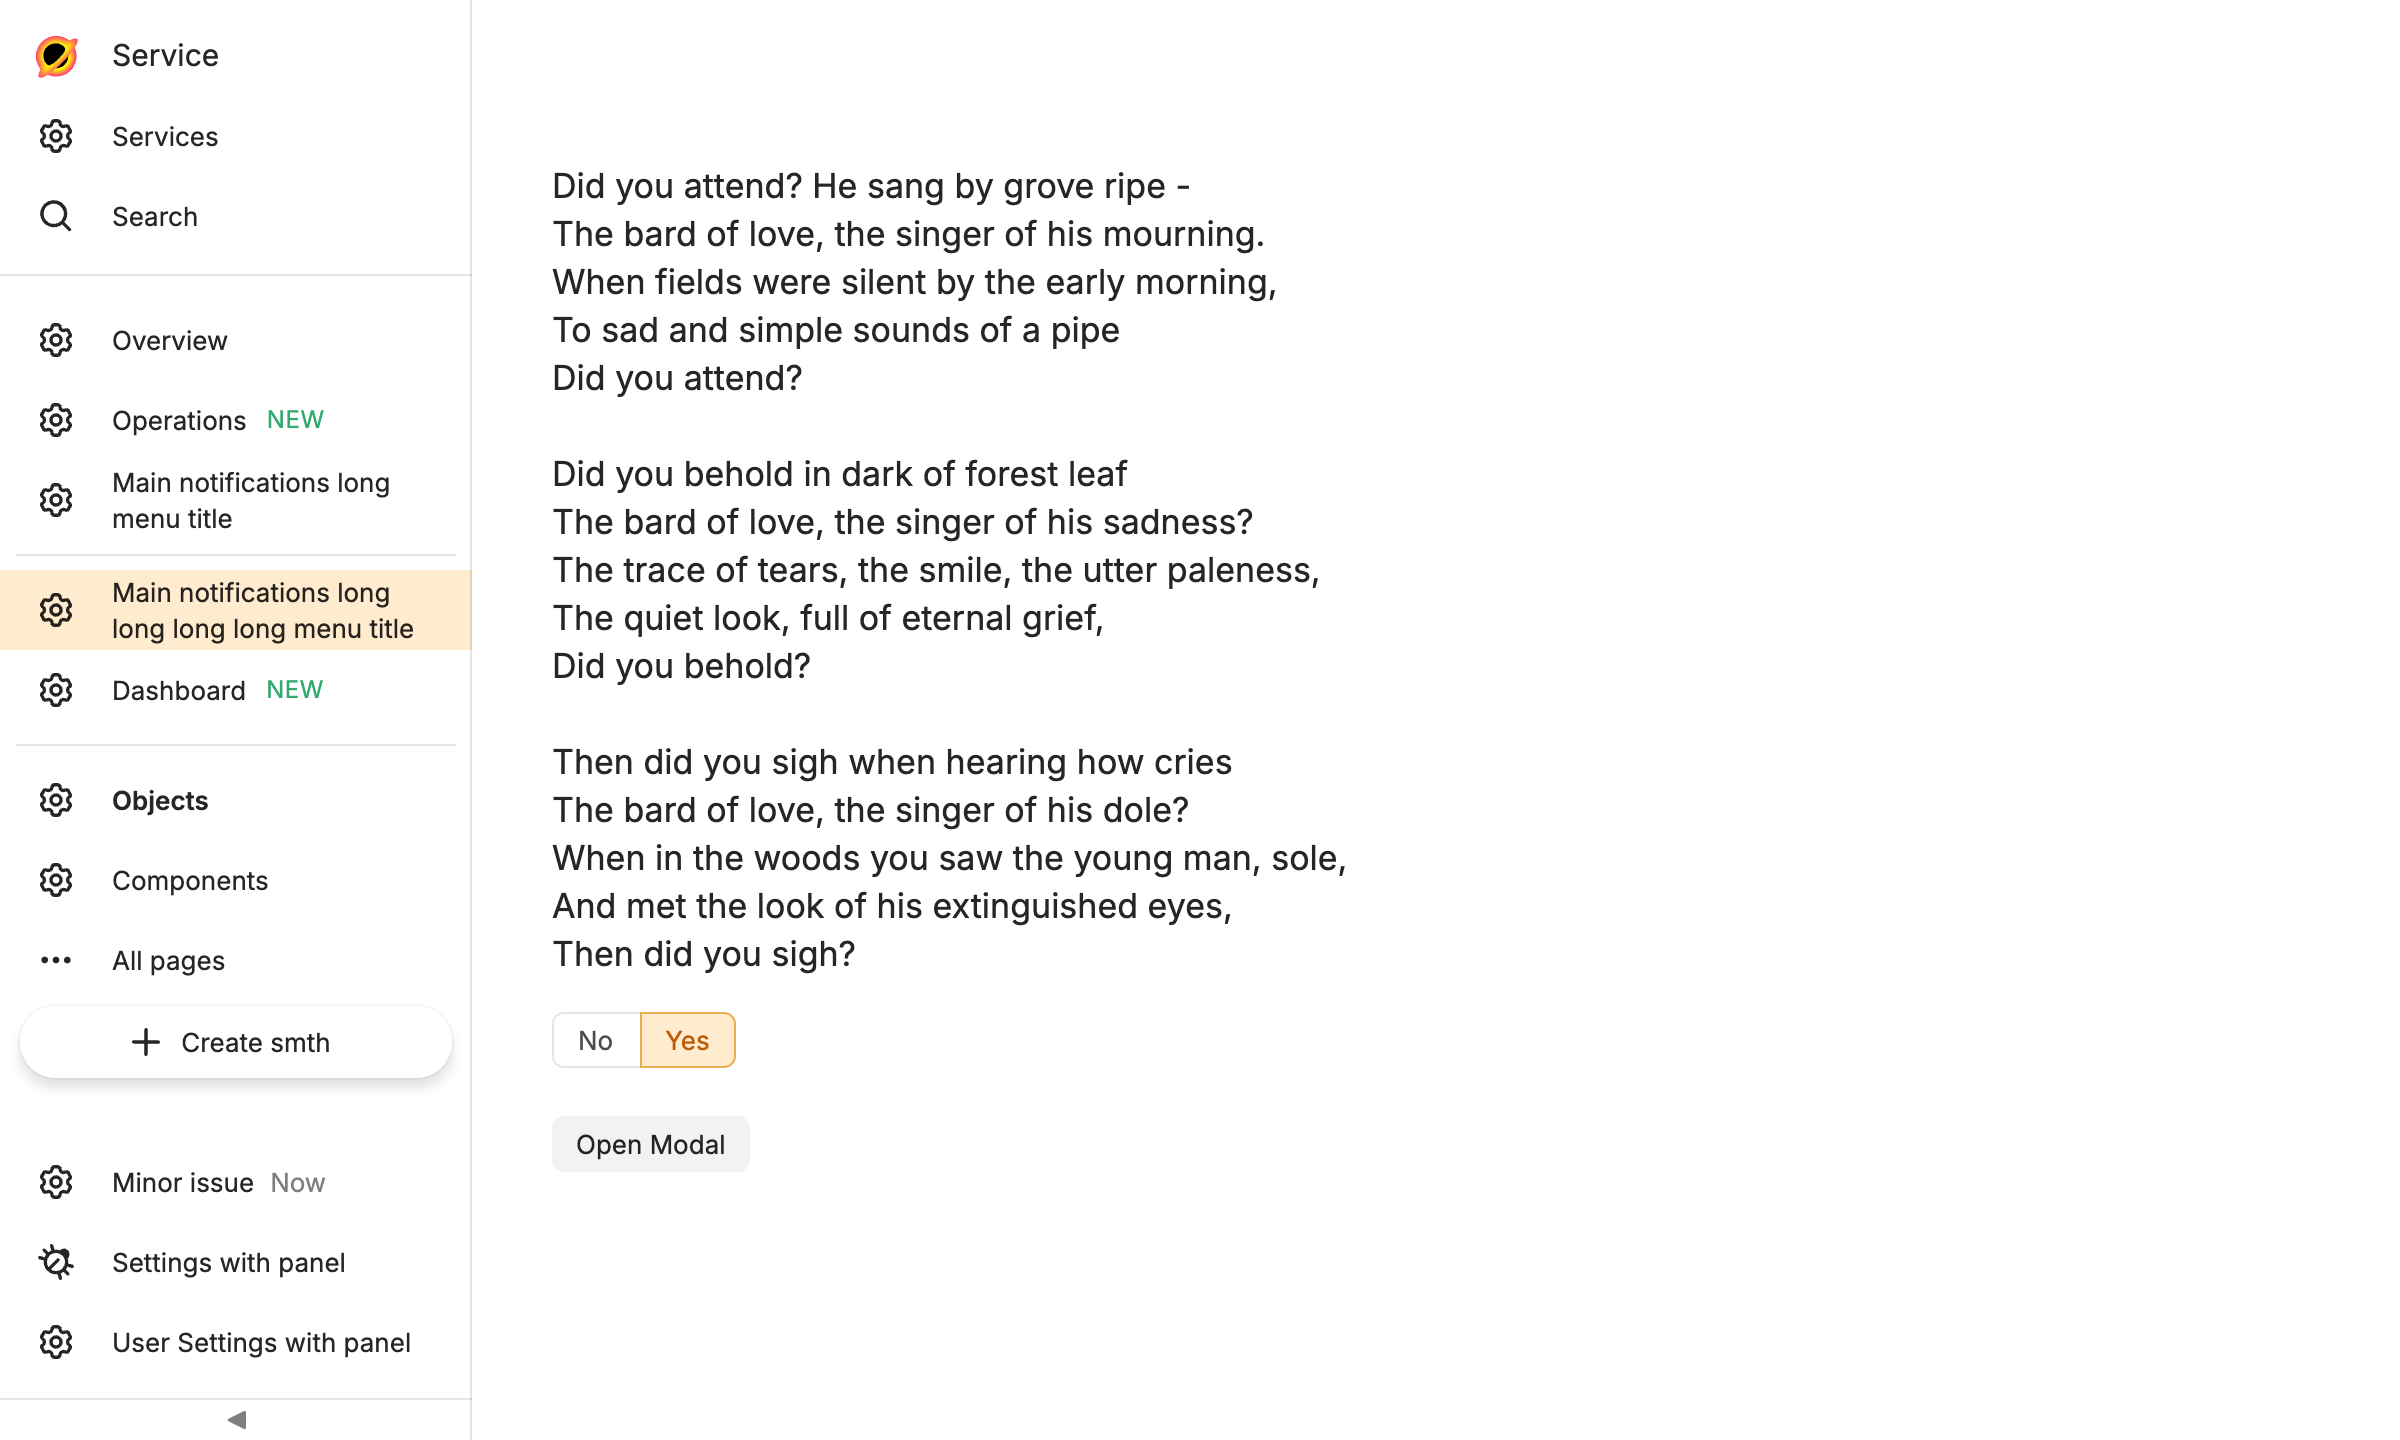 Service
Services
Search
Overview
Operations NEW
Main notifications long
menu title
Main notifications long
long long long menu title
Dashboard NEW
Objects
Components
All pages
Create smth
Minor issue Now
Settings with panel
User Settings with panel
Did you attend? He sang by grove ripe -
The bard of love, the singer of his mourning.
When fields were silent by the early morning,
To sad and simple sounds of a pipe
Did you attend?
Did you behold in dark of forest leaf
The bard of love, the singer of his sadness?
The trace of tears, the smile, the utter paleness,
The quiet look, full of eternal grief,
Did you behold?
Then did you sigh when hearing how cries
The bard of love, the singer of his dole?
When in the woods you saw the young man, sole,
And met the look of his extinguished eyes,
Then did you sigh?
No Yes
Open Modal